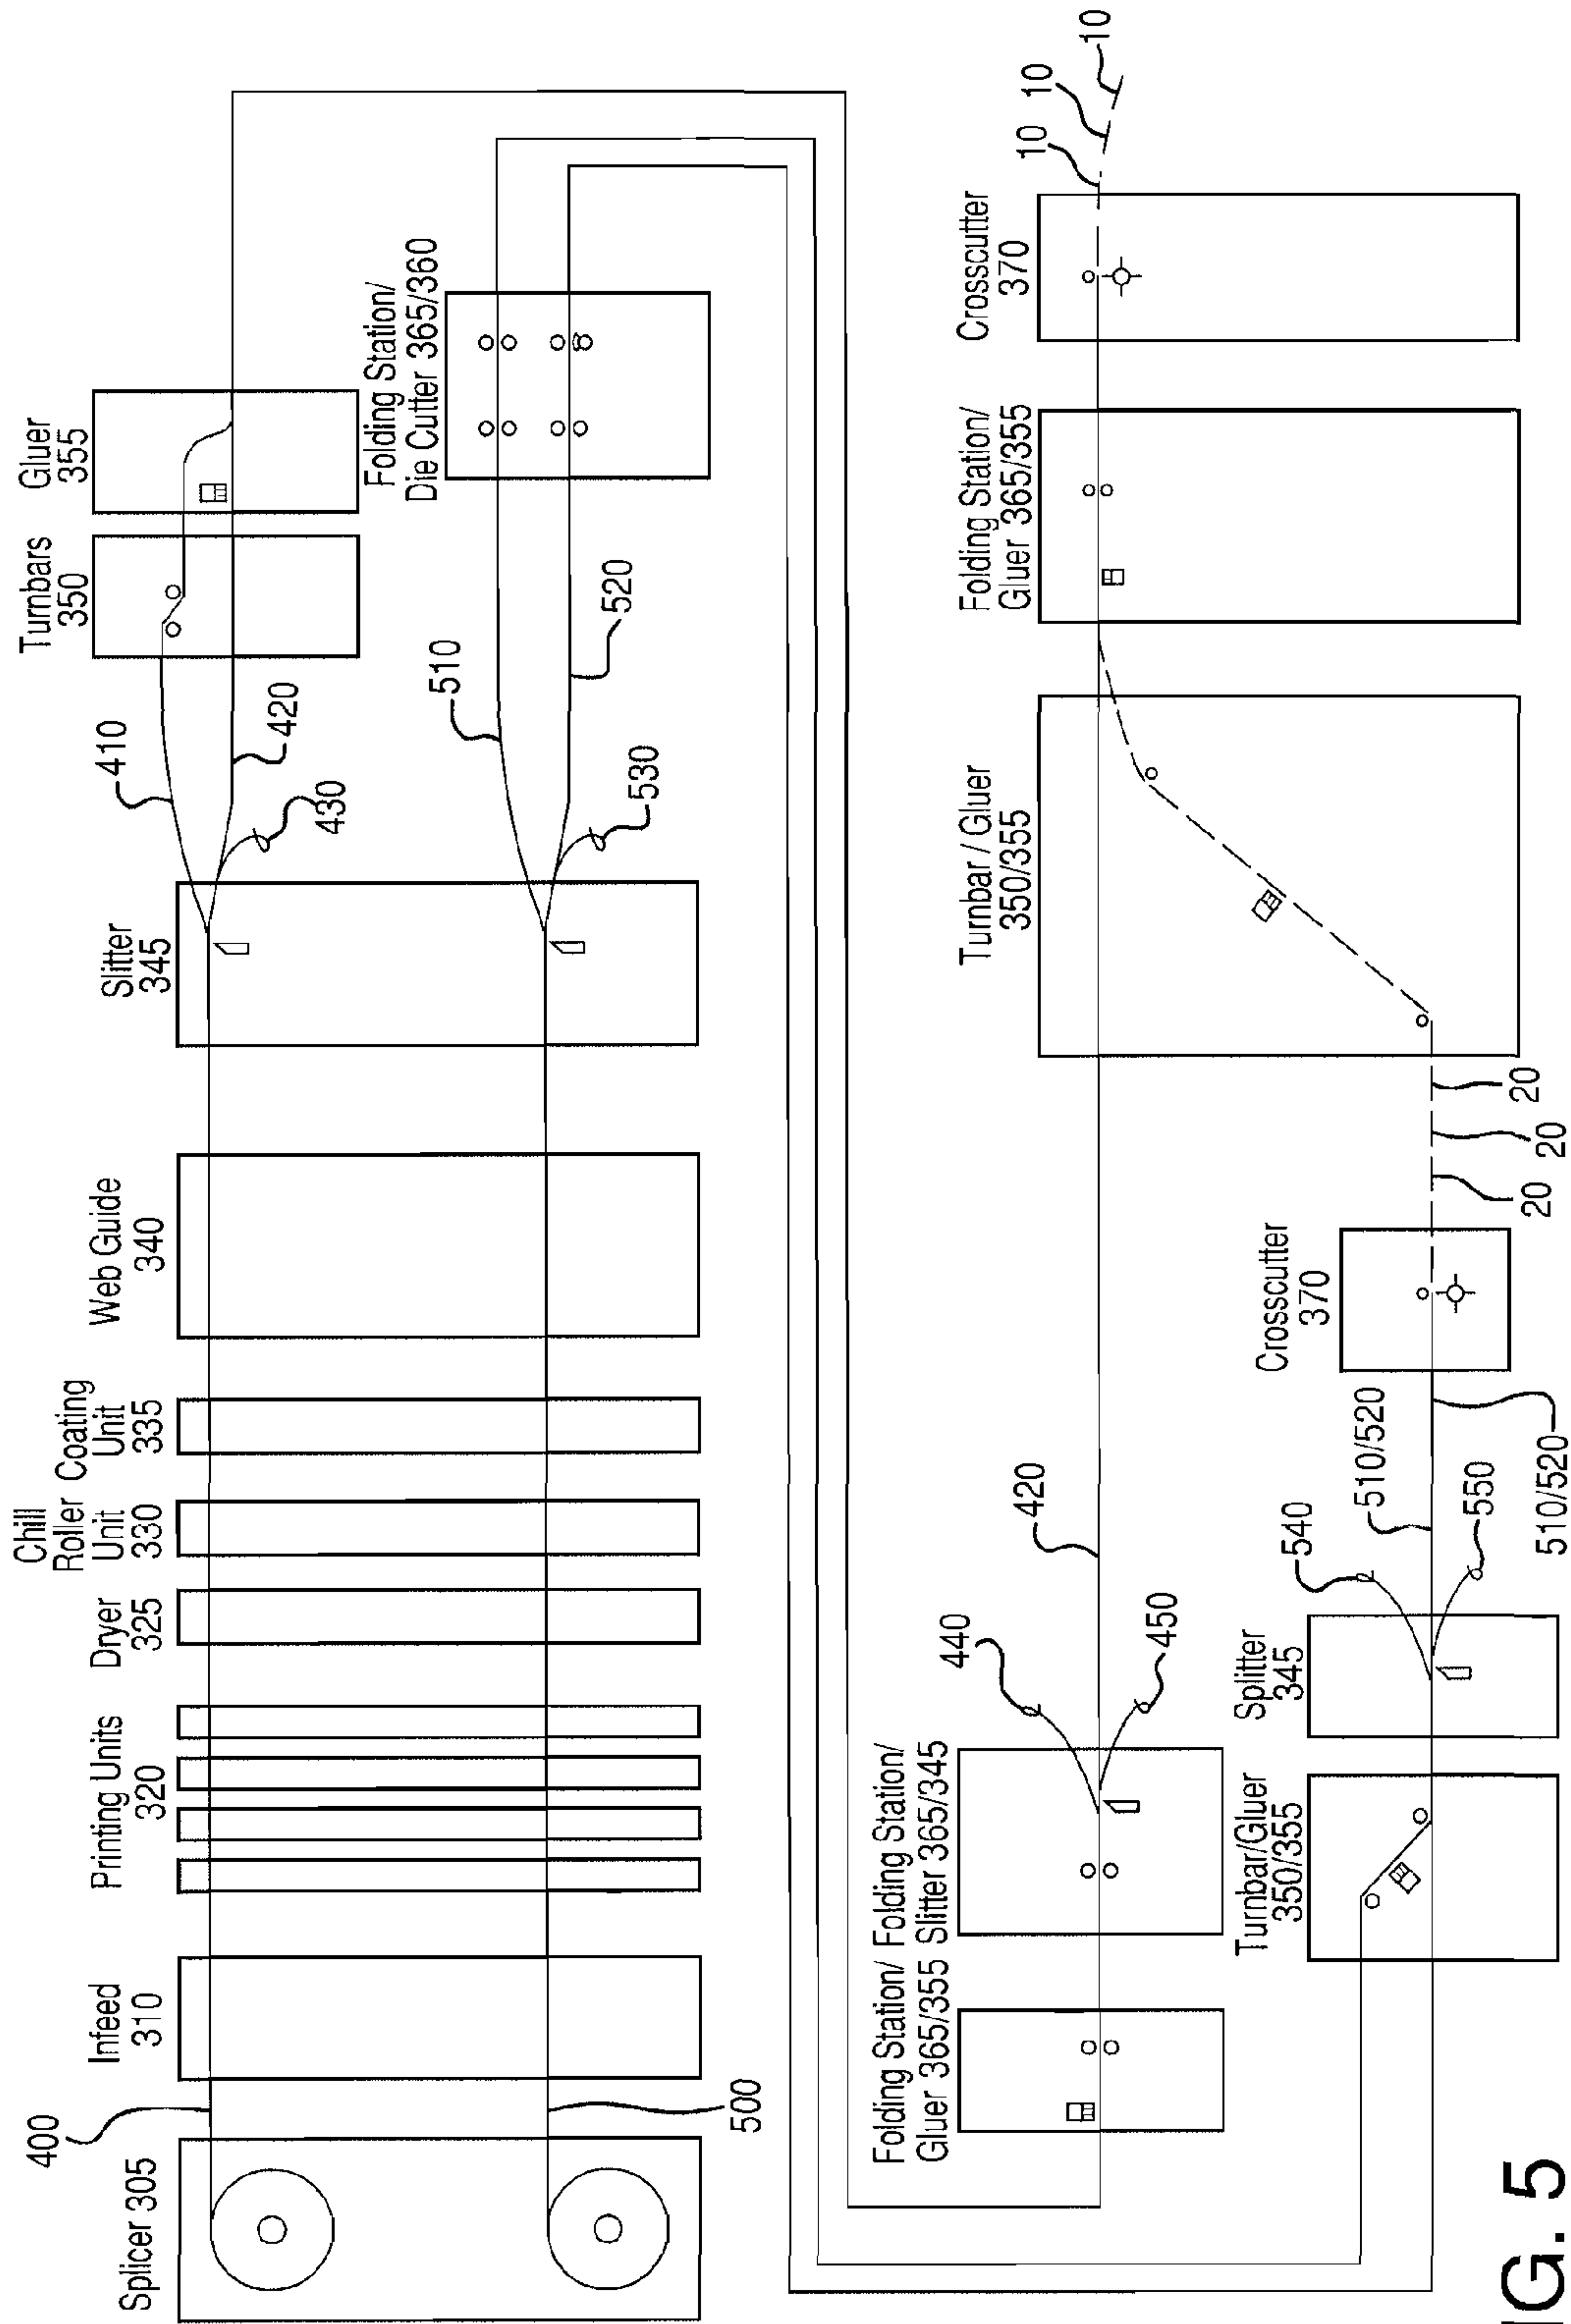 Splicer 305
400
500
Infeed
310
Printing Units
320
Dryer
325
Chill
Roller
Unit
330
Coating
Unit
335
Web Guide
340
Slitter
345
410
420
430
510
520
530
Turnbars
350
Gluer
355
Folding Station/
Die Cutter 365/360
Folding Station/
Gluer 365/355
Folding Station/
Slitter 365/345
440
450
420
Turnbar / Gluer
350/355
Folding Station/
Gluer 365/355
Crosscutter
370
10
10
10
Turnbar/Gluer
350/355
Splitter
345
540
550
510/520
510/520
Crosscutter
370
20
20
20
IG. 5